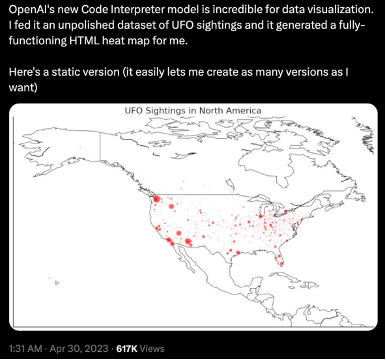 OpenAI's new Code Interpreter model is incredible for data visualization.
I fed it an unpolished dataset of UFO sightings and it generated a fully-
functioning HTML heat map for me.
Here's a static version (it easily lets me create as many versions as I
want)
UFO Sightings in North America
1:31 AM · Apr 30, 2023 · 617K Views